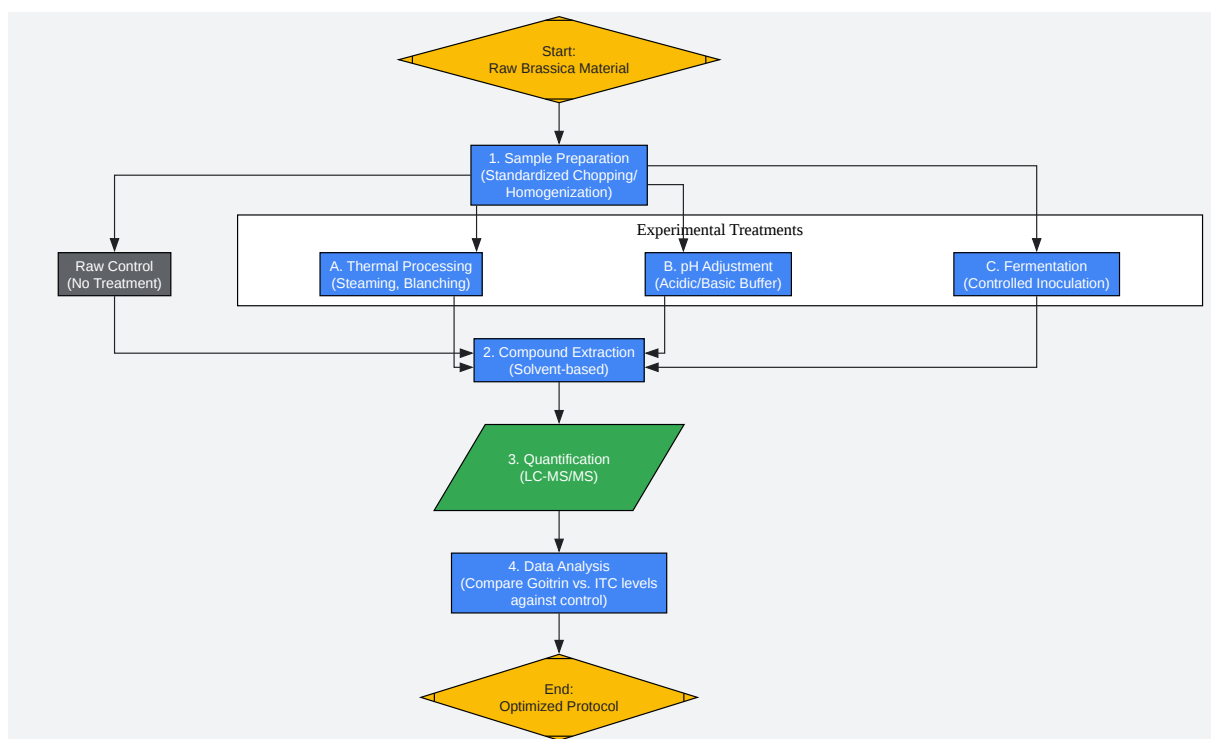 Start:
Raw Brassica Material
1. Sample Preparation
(Standardized Chopping/
Homogenization)
Experimental Treatments
Raw Control
(No Treatment)
A. Thermal Processing
(Steaming, Blanching)
B. pH Adjustment
(Acidic/Basic Buffer)
C. Fermentation
(Controlled Inoculation)
2. Compound Extraction
(Solvent-based)
3. Quantification
(LC-MS/MS)
4. Data Analysis
(Compare Goitrin vs. ITC levels
against control)
End:
Optimized Protocol